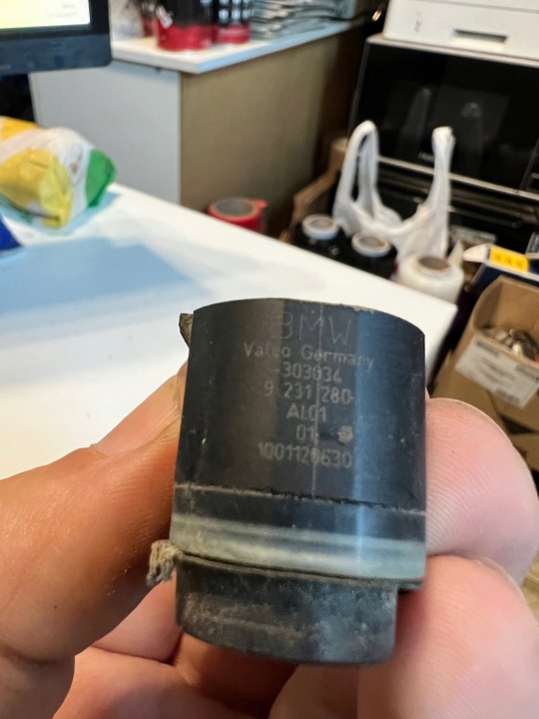 BMW
Valeo Germany
303034
9 231 280
AL01
01
1001120630